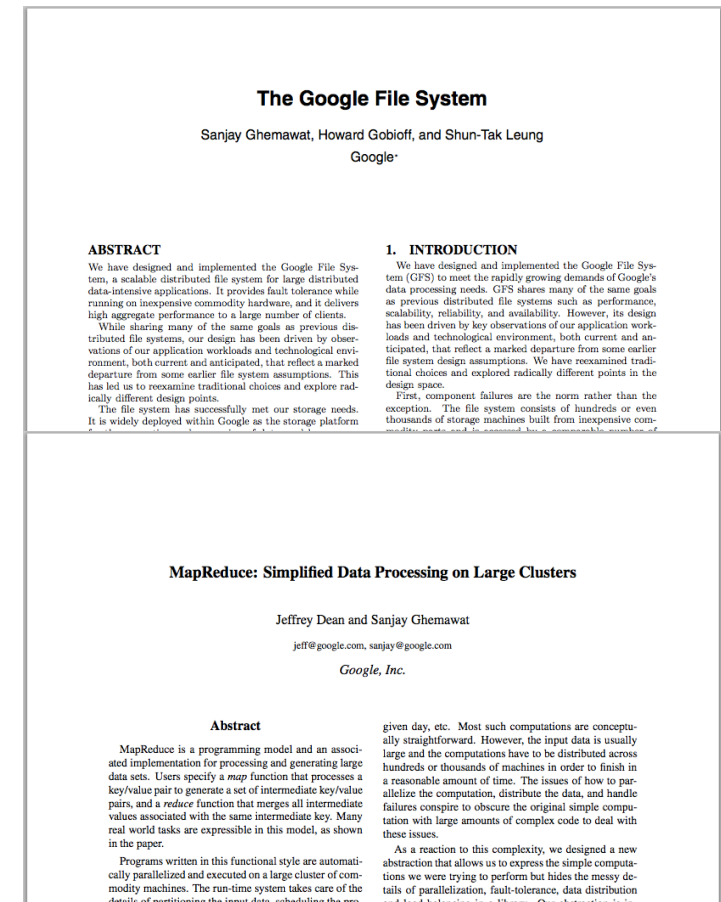 The Google File System
Sanjay Ghemawat, Howard Gobioff, and Shun-Tak Leung
Google*
ABSTRACT
We have designed and implemented the Google File Sys-
tem, a scalable distributed file system for large distributed
data-intensive applications. It provides fault tolerance while
running on inexpensive commodity hardware, and it delivers
high aggregate performance to a large number of clients.
While sharing many of the same goals as previous dis-
tributed file systems, our design has been driven by obser-
vations of our application workloads and technological envi-
ronment, both current and anticipated, that reflect a marked
departure from some earlier file system assumptions. This
has led us to reexamine traditional choices and explore rad-
ically different design points.
The file system has successfully met our storage needs.
It is widely deployed within Google as the storage platform
1. INTRODUCTION
We have designed and implemented the Google File Sys-
tem (GFS) to meet the rapidly growing demands of Google's
data processing needs. GFS shares many of the same goals
as previous distributed file systems such as performance,
scalability, reliability, and availability. However, its design
has been driven by key observations of our application work-
loads and technological environment, both current and an-
ticipated, that reflect a marked departure from some earlier
file system design assumptions. We have reexamined tradi-
tional choices and explored radically different points in the
design space.
First, component failures are the norm rather than the
exception. The file system consists of hundreds or even
thousands of storage machines built from inexpensive com-
modity parts and is accessed by a comparable number of
MapReduce: Simplified Data Processing on Large Clusters
Jeffrey Dean and Sanjay Ghemawat
jeff@google.com, sanjay@google.com
Google, Inc.
Abstract
MapReduce is a programming model and an associ-
ated implementation for processing and generating large
data sets. Users specify a map function that processes a
key/value pair to generate a set of intermediate key/value
pairs, and a reduce function that merges all intermediate
values associated with the same intermediate key. Many
real world tasks are expressible in this model, as shown
in the paper.
Programs written in this functional style are automati-
cally parallelized and executed on a large cluster of com-
modity machines. The run-time system takes care of the
details of partitioning the input data, scheduling the pro-
given day, etc. Most such computations are conceptu-
ally straightforward. However, the input data is usually
large and the computations have to be distributed across
hundreds or thousands of machines in order to finish in
a reasonable amount of time. The issues of how to par-
allelize the computation, distribute the data, and handle
failures conspire to obscure the original simple compu-
tation with large amounts of complex code to deal with
these issues.
As a reaction to this complexity, we designed a new
abstraction that allows us to express the simple computa-
tions we were trying to perform but hides the messy de-
tails of parallelization, fault-tolerance, data distribution